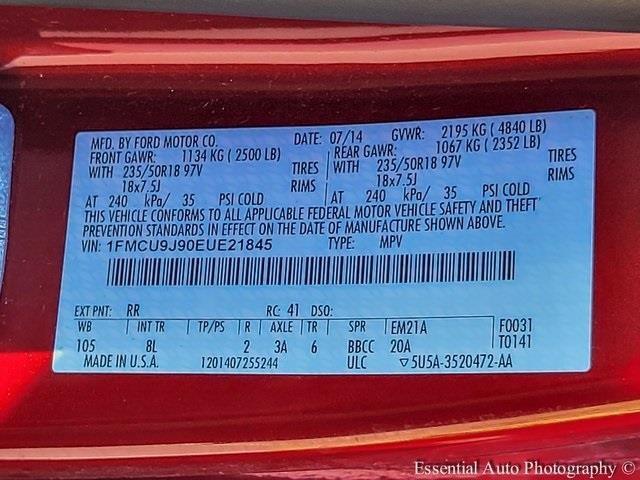 MFD. BY FORD MOTOR CO. DATE: 07/14 GVWR: 2195 KG ( 4840 LB)
FRONT GAWR: 1134 KG ( 2500 LB) REAR GAWR: 1067 KG ( 2352 LB)
WITH 235/50R18 97V TIRES WITH 235/50R18 97V TIRES
18x7.5J RIMS 18x7.5J RIMS
AT 240 kPa/ 35 PSI COLD AT 240 kPa/ 35 PSI COLD
THIS VEHICLE CONFORMS TO ALL APPLICABLE FEDERAL MOTOR VEHICLE SAFETY AND THEFT
PREVENTION STANDARDS IN EFFECT ON THE DATE OF MANUFACTURE SHOWN ABOVE.
VIN: 1FMCU9J90EUE21845 TYPE: MPV
EXT PNT: RR RC: 41 DSO:
WB INT TR TP/PS R AXLE TR SPR EM21A F0031
105 8L 2 3A 6 BBCC 20A T0141
MADE IN U.S.A. 1201407255244 ULC ▽5U5A-3520472-AA
Essential Auto Photography ©